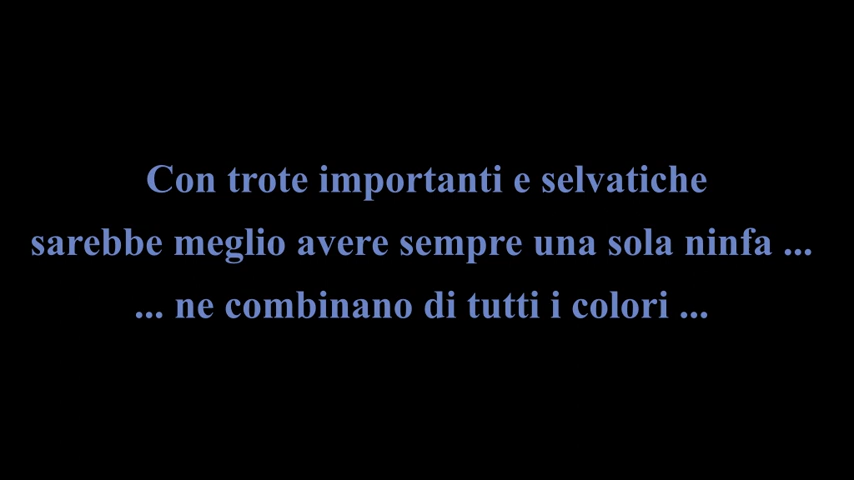 Con trote importanti e selvatiche
sarebbe meglio avere sempre una sola ninfa ...
... ne combinano di tutti i colori ...